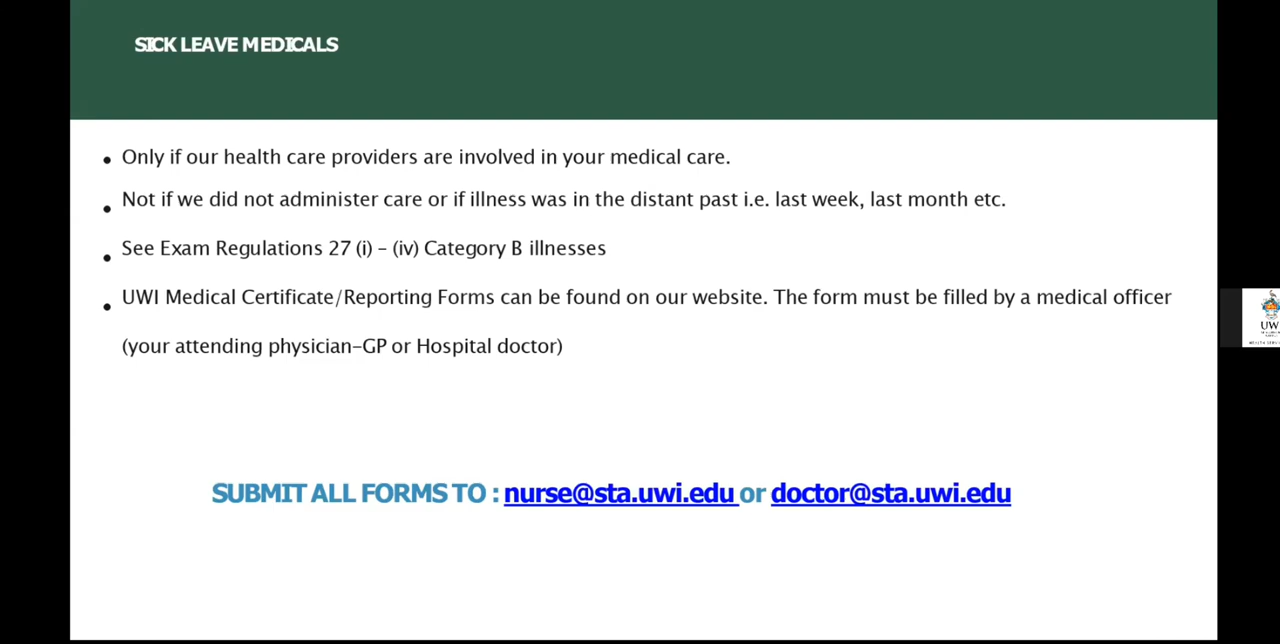 SICK LEAVE MEDICALS
• Only if our health care providers are involved in your medical care.
• Not if we did not administer care or if illness was in the distant past i.e. last week, last month etc.
• See Exam Regulations 27 (i) – (iv) Category B illnesses
• UWI Medical Certificate/Reporting Forms can be found on our website. The form must be filled by a medical officer
(your attending physician–GP or Hospital doctor)
SUBMIT ALL FORMS TO : nurse@sta.uwi.edu or doctor@sta.uwi.edu